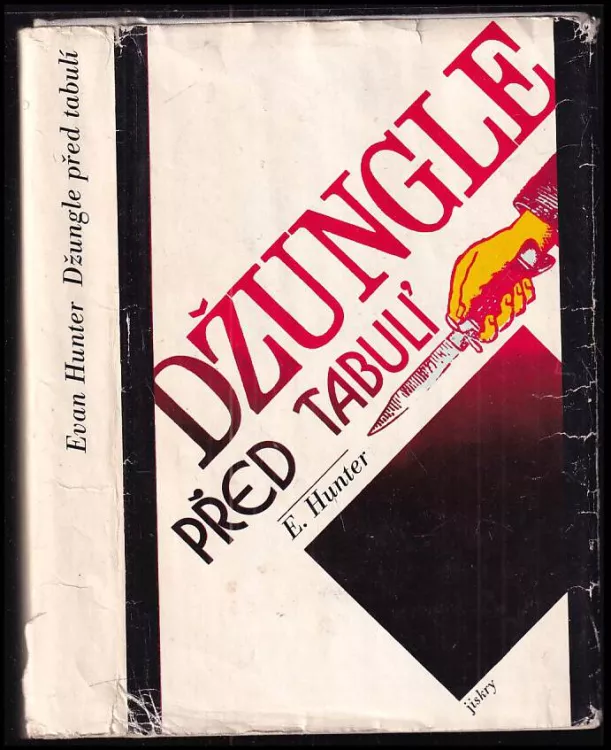 Evan Hunter Džungle před tabulí
DŽUNGLE
PŘED TABULÍ
E. Hunter
jiskry